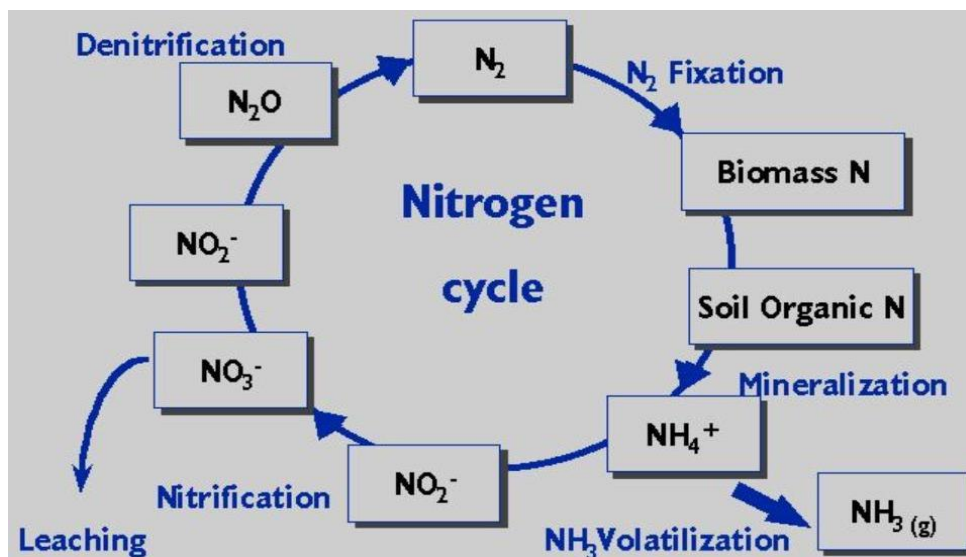 Denitrification
N₂
N₂ Fixation
N₂O
Biomass N
Nitrogen
cycle
NO₂⁻
Soil Organic N
NO₃⁻
Mineralization
NH₄⁺
NO₂⁻
Nitrification
NH₃ (g)
Leaching
NH₃Volatilization